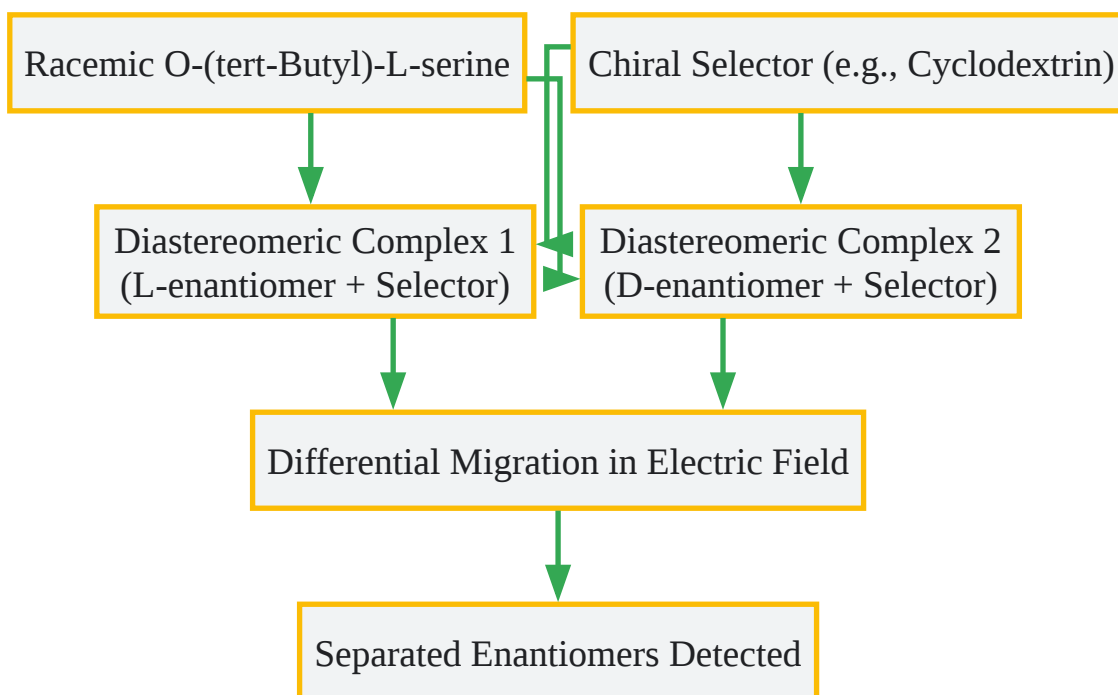 Racemic O-(tert-Butyl)-L-serine
Chiral Selector (e.g., Cyclodextrin)
Diastereomeric Complex 1
(L-enantiomer + Selector)
Diastereomeric Complex 2
(D-enantiomer + Selector)
Differential Migration in Electric Field
Separated Enantiomers Detected